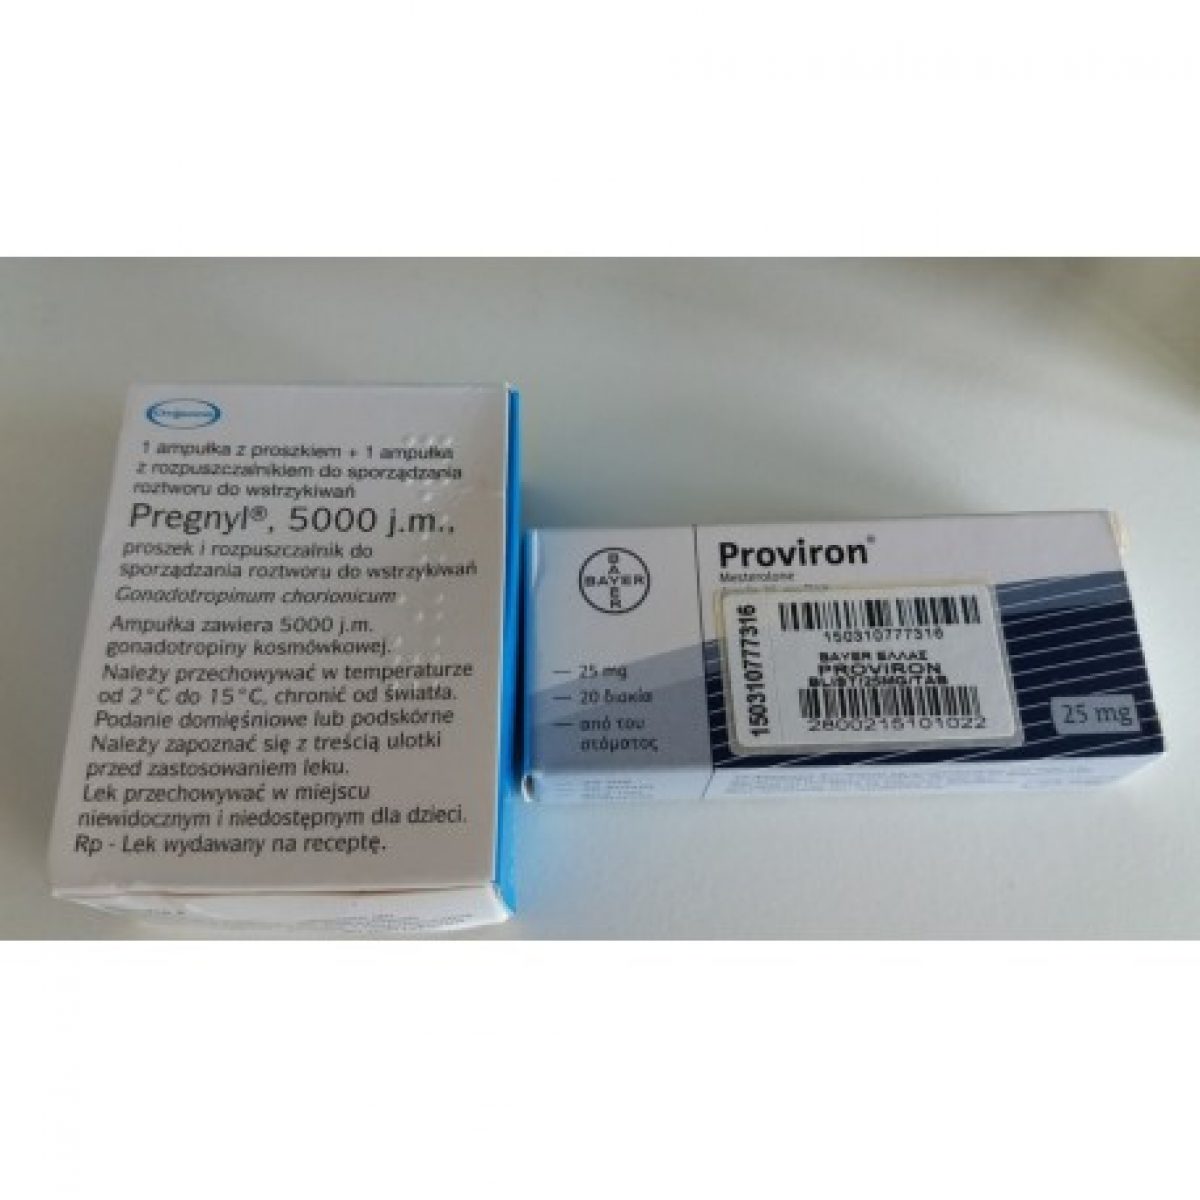 Organon
1 ampułka z proszkiem + 1 ampułka
z rozpuszczalnikiem do sporządzania
roztworu do wstrzykiwań
Pregnyl®, 5000 j.m.,
proszek i rozpuszczalnik do
sporządzania roztworu do wstrzykiwań
Gonadotropinum chorionicum
Ampułka zawiera 5000 j.m.
gonadotropiny kosmówkowej.
Należy przechowywać w temperaturze
od 2°C do 15°C, chronić od światła.
Podanie domięśniowe lub podskórne
Należy zapoznać się z treścią ulotki
przed zastosowaniem leku.
Lek przechowywać w miejscu
niewidocznym i niedostępnym dla dzieci.
Rp - Lek wydawany na receptę.
BAYER
BAYER
— 25 mg
— 20 δισκία
— από του
στόματος
Proviron®
Mesterolone
150310777316
150310777316
BAYER ΕΛΛΑΣ
PROVIRON
BLIST/25MG/TAB
2800215101022
25 mg